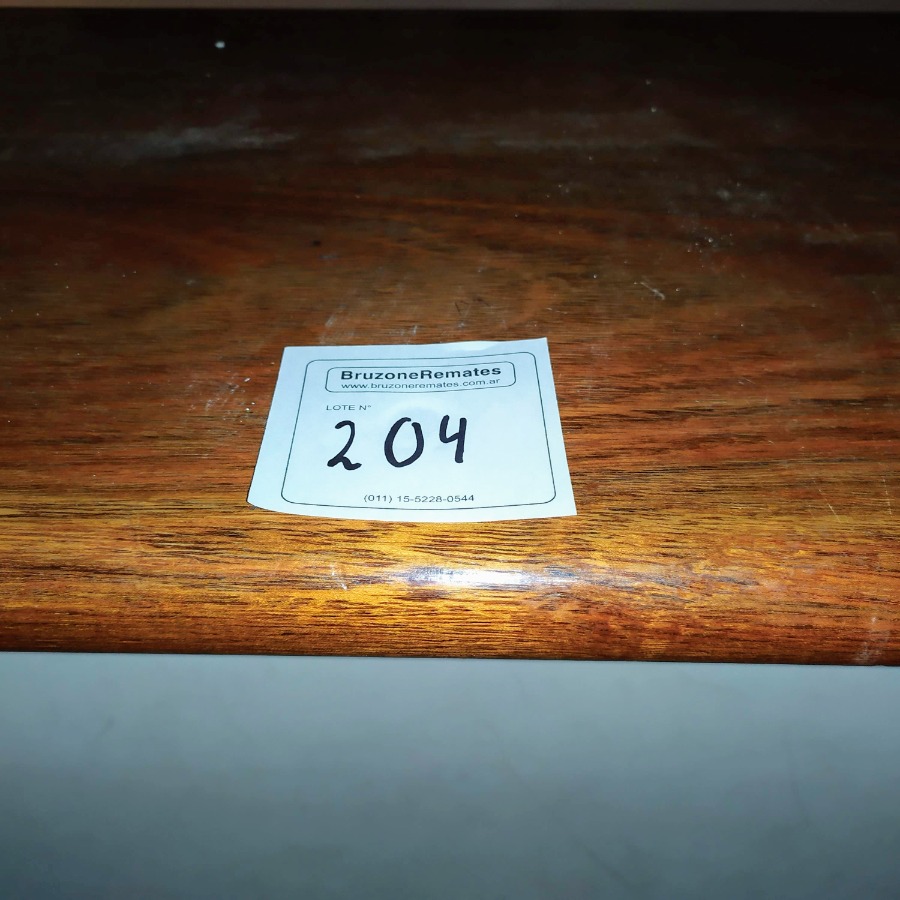 BruzoneRemates
www.bruzoneremates.com.ar
LOTE N°
204
(011) 15-5228-0544